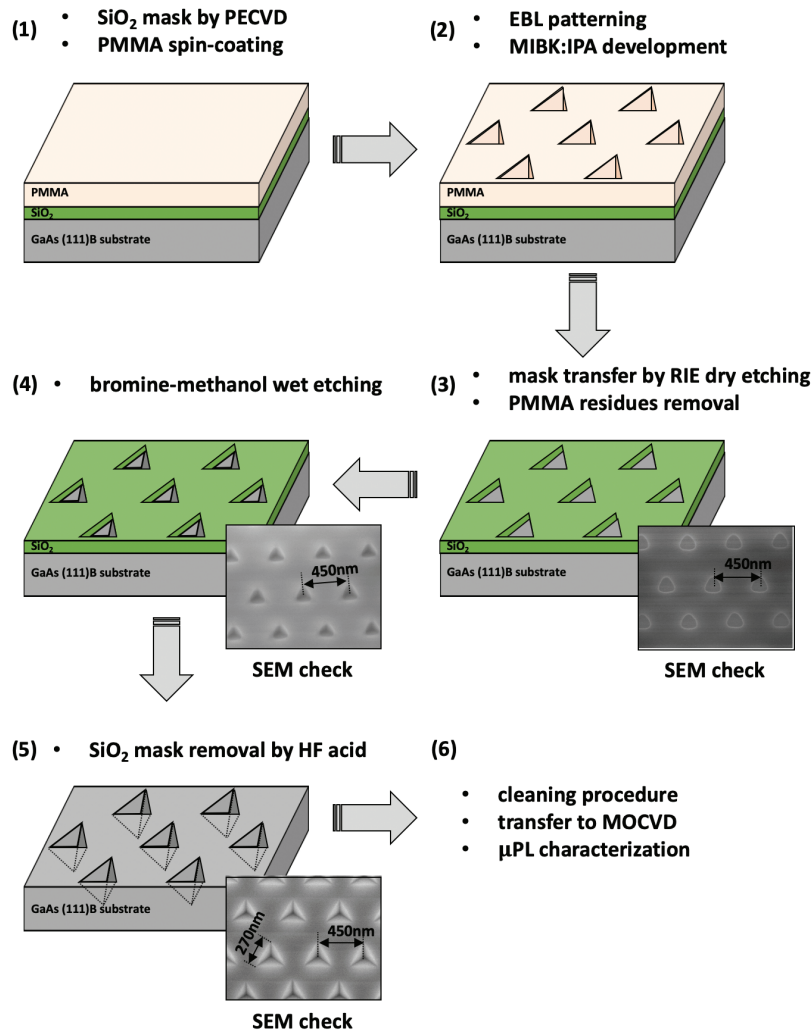 (1)
• SiO₂ mask by PECVD
• PMMA spin-coating
PMMA
SiO₂
GaAs (111)B substrate
(2)
• EBL patterning
• MIBK:IPA development
PMMA
SiO₂
GaAs (111)B substrate
(3)
• mask transfer by RIE dry etching
• PMMA residues removal
SiO₂
GaAs (111)B substrate
450nm
SEM check
(4) • bromine-methanol wet etching
SiO₂
GaAs (111)B substrate
450nm
SEM check
(5) • SiO₂ mask removal by HF acid
GaAs (111)B substrate
270nm
450nm
SEM check
(6)
• cleaning procedure
• transfer to MOCVD
• µPL characterization